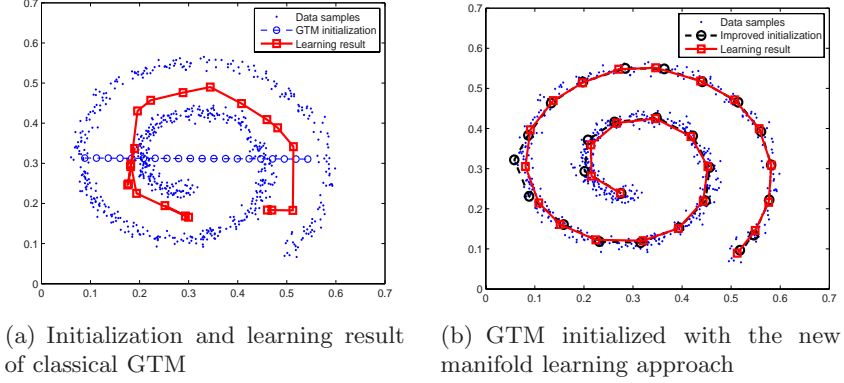 0.7
0.6
0.5
0.4
0.3
0.2
0.1
0
0 0.1 0.2 0.3 0.4 0.5 0.6 0.7
Data samples
GTM initialization
Learning result
(a) Initialization and learning result
of classical GTM
0.7
0.6
0.5
0.4
0.3
0.2
0.1
0
0 0.1 0.2 0.3 0.4 0.5 0.6 0.7
Data samples
Improved initialization
Learning result
(b) GTM initialized with the new
manifold learning approach